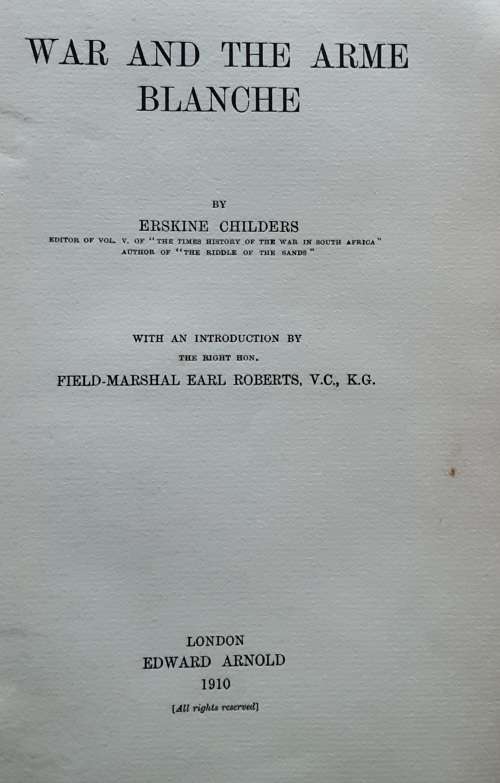 WAR AND THE ARME
BLANCHE
BY
ERSKINE CHILDERS
EDITOR OF VOL. V. OF "THE TIMES HISTORY OF THE WAR IN SOUTH AFRICA"
AUTHOR OF "THE RIDDLE OF THE SANDS"
WITH AN INTRODUCTION BY
THE RIGHT HON.
FIELD-MARSHAL EARL ROBERTS, V.C., K.G.
LONDON
EDWARD ARNOLD
1910
[All rights reserved]